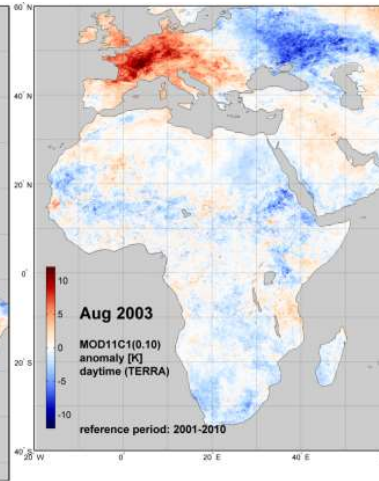 60° N
40° N
20° N
0°
20° S
40° S
20° W
0°
20° E
40° E
10
5
0
-5
-10
Aug 2003
MOD11C1(0.10)
anomaly [K]
daytime (TERRA)
reference period: 2001-2010